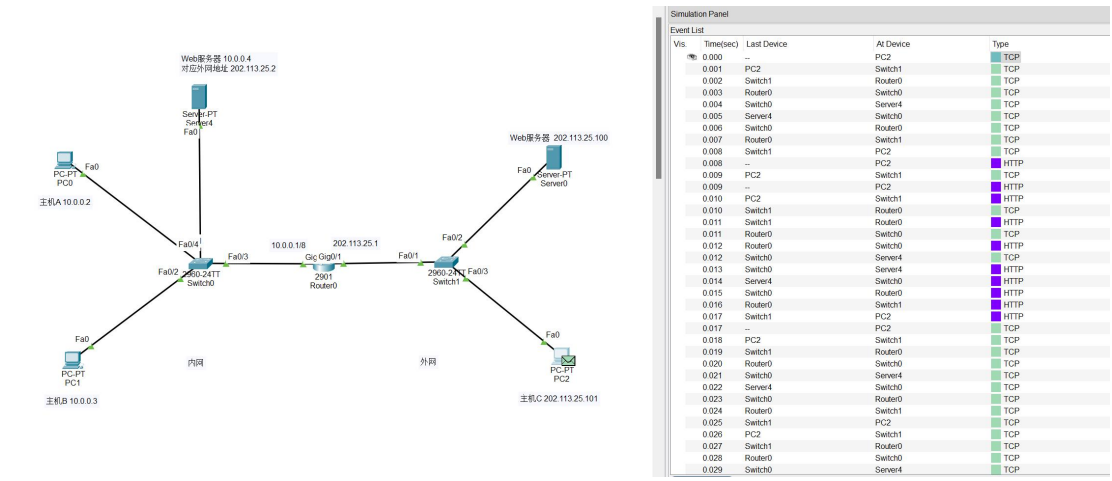 Web服务器 10.0.0.4
对应外网地址 202.113.25.2
Server-PT
Server4
Fa0
Web服务器 202.113.25.100
Fa0
Server-PT
Server0
Fa0
PC-PT
PC0
主机A 10.0.0.2
Fa0/4
10.0.0.1/8
202.113.25.1
Fa0/2
Fa0/3
Gig
Gig0/1
Fa0/1
Fa0/2
2960-24TT
Switch0
2901
Router0
2960-24TT
Fa0/3
Switch1
Fa0
Fa0
内网
外网
PC-PT
PC1
PC-PT
PC2
主机B 10.0.0.3
主机C 202.113.25.101
Simulation Panel
Event List
Vis. Time(sec) Last Device At Device Type
0.000 -- PC2 TCP
0.001 PC2 Switch1 TCP
0.002 Switch1 Router0 TCP
0.003 Router0 Switch0 TCP
0.004 Switch0 Server4 TCP
0.005 Server4 Switch0 TCP
0.006 Switch0 Router0 TCP
0.007 Router0 Switch1 TCP
0.008 Switch1 PC2 TCP
0.008 -- PC2 HTTP
0.009 PC2 Switch1 TCP
0.009 -- PC2 HTTP
0.010 PC2 Switch1 HTTP
0.010 Switch1 Router0 TCP
0.011 Switch1 Router0 HTTP
0.011 Router0 Switch0 TCP
0.012 Router0 Switch0 HTTP
0.012 Switch0 Server4 TCP
0.013 Switch0 Server4 HTTP
0.014 Server4 Switch0 HTTP
0.015 Switch0 Router0 HTTP
0.016 Router0 Switch1 HTTP
0.017 Switch1 PC2 HTTP
0.017 -- PC2 TCP
0.018 PC2 Switch1 TCP
0.019 Switch1 Router0 TCP
0.020 Router0 Switch0 TCP
0.021 Switch0 Server4 TCP
0.022 Server4 Switch0 TCP
0.023 Switch0 Router0 TCP
0.024 Router0 Switch1 TCP
0.025 Switch1 PC2 TCP
0.026 PC2 Switch1 TCP
0.027 Switch1 Router0 TCP
0.028 Router0 Switch0 TCP
0.029 Switch0 Server4 TCP